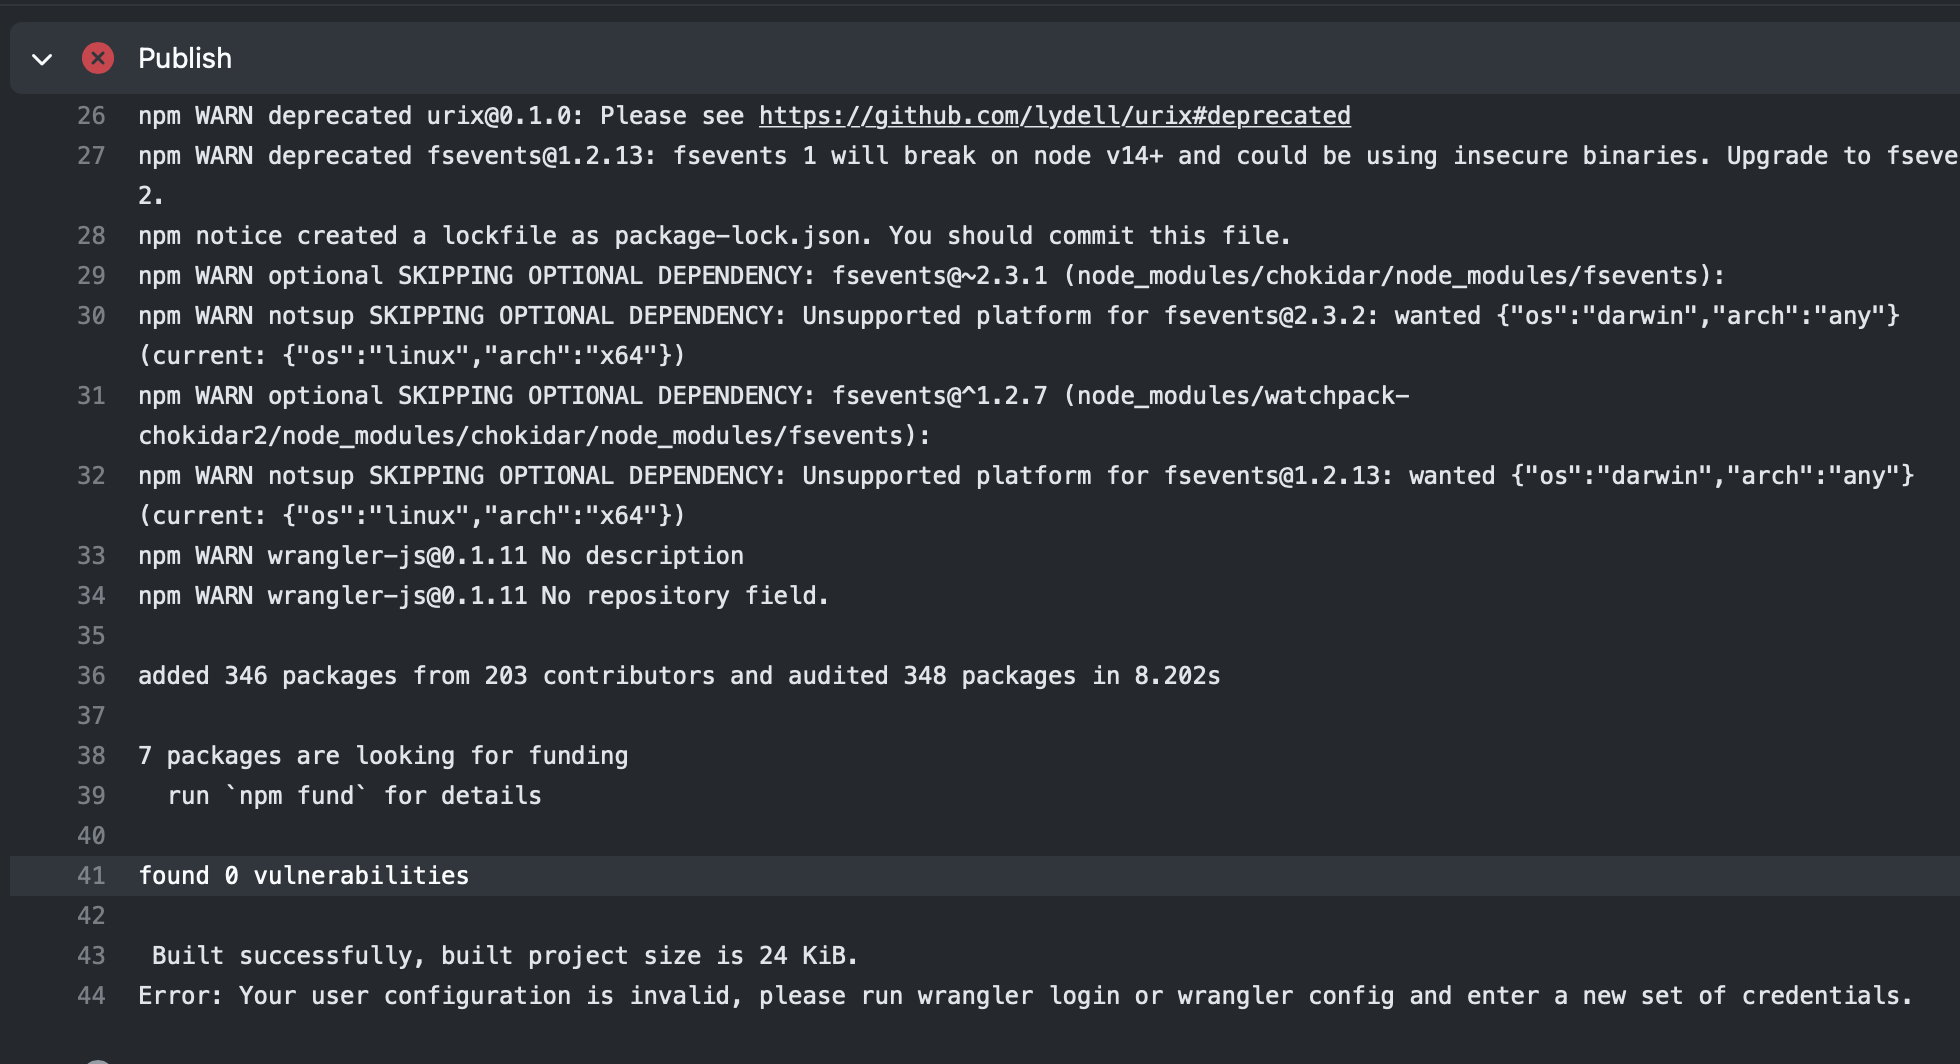 Publish
26 npm WARN deprecated urix@0.1.0: Please see https://github.com/lydell/urix#deprecated
27 npm WARN deprecated fsevents@1.2.13: fsevents 1 will break on node v14+ and could be using insecure binaries. Upgrade to fseve
2.
28 npm notice created a lockfile as package-lock.json. You should commit this file.
29 npm WARN optional SKIPPING OPTIONAL DEPENDENCY: fsevents@~2.3.1 (node_modules/chokidar/node_modules/fsevents):
30 npm WARN notsup SKIPPING OPTIONAL DEPENDENCY: Unsupported platform for fsevents@2.3.2: wanted {"os":"darwin","arch":"any"}
(current: {"os":"linux","arch":"x64"})
31 npm WARN optional SKIPPING OPTIONAL DEPENDENCY: fsevents@^1.2.7 (node_modules/watchpack-
chokidar2/node_modules/chokidar/node_modules/fsevents):
32 npm WARN notsup SKIPPING OPTIONAL DEPENDENCY: Unsupported platform for fsevents@1.2.13: wanted {"os":"darwin","arch":"any"}
(current: {"os":"linux","arch":"x64"})
33 npm WARN wrangler-js@0.1.11 No description
34 npm WARN wrangler-js@0.1.11 No repository field.
35
36 added 346 packages from 203 contributors and audited 348 packages in 8.202s
37
38 7 packages are looking for funding
39 run `npm fund` for details
40
41 found 0 vulnerabilities
42
43 Built successfully, built project size is 24 KiB.
44 Error: Your user configuration is invalid, please run wrangler login or wrangler config and enter a new set of credentials.